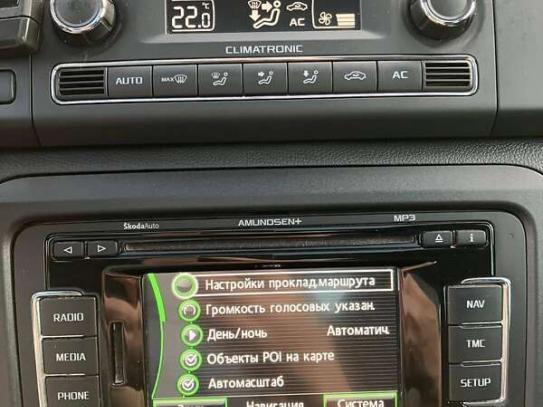 22.0
AC
CLIMATRONIC
AUTO MAX AC
ŠkodaAuto AMUNDSEN+ MP3
i
Настройки проклад.маршрута
RADIO NAV
Громкость голосовых указан.
День/ночь Автоматич.
MEDIA TMC
Объекты POI на карте
Автомасштаб
PHONE SETUP
Навигация Система